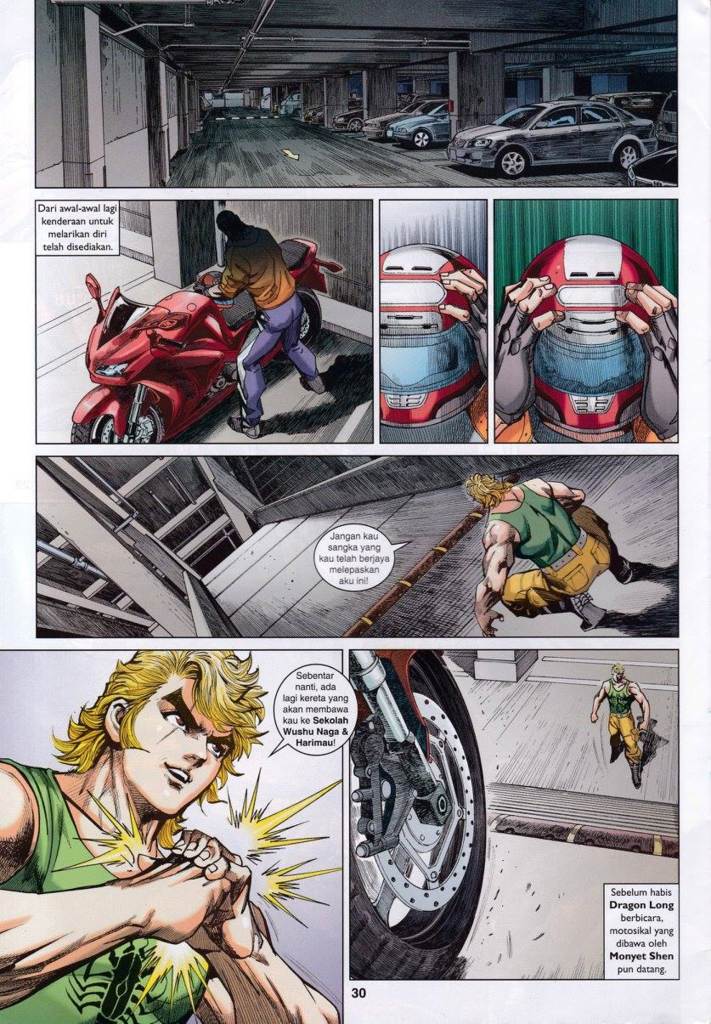 Dari awal-awal lagi
kenderaan untuk
melarikan diri
telah disediakan.
Jangan kau
sangka yang
kau telah berjaya
melepaskan
aku ini!
Sebentar
nanti, ada
lagi kereta yang
akan membawa
kau ke Sekolah
Wushu Naga &
Harimau!
Sebelum habis
Dragon Long
berbicara,
motosikal yang
dibawa oleh
Monyet Shen
pun datang.
30